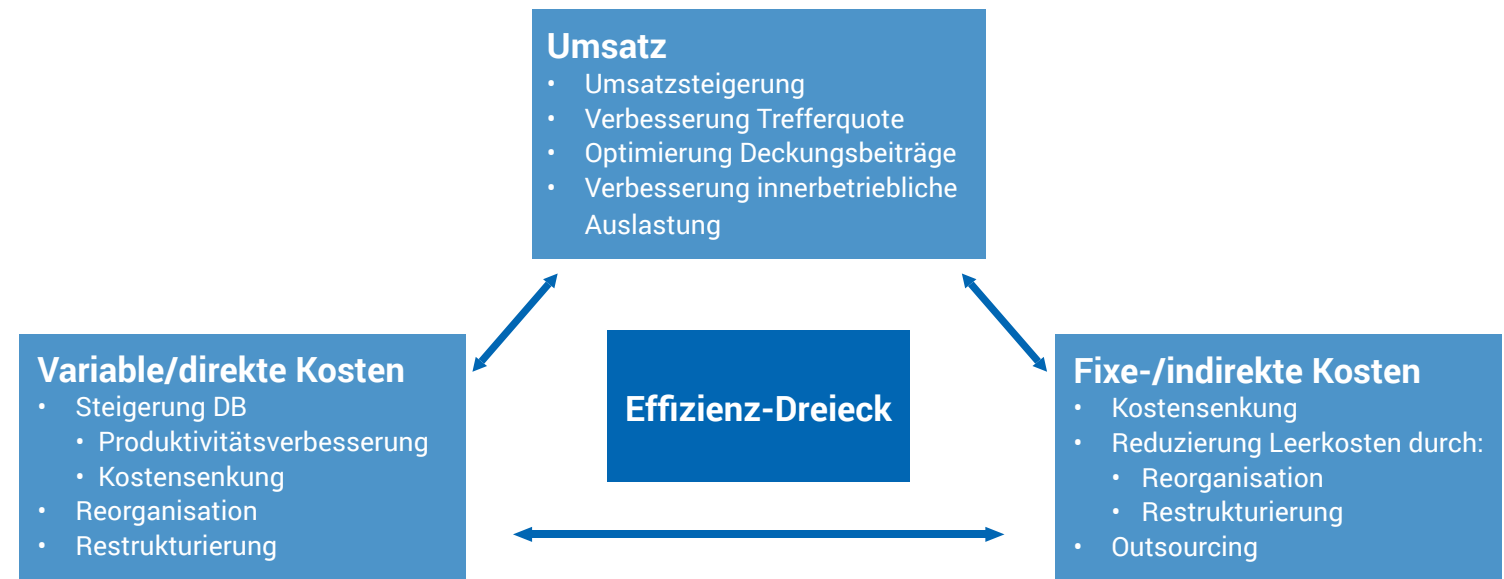 Umsatz
• Umsatzsteigerung
• Verbesserung Trefferquote
• Optimierung Deckungsbeiträge
• Verbesserung innerbetriebliche
Auslastung
Variable/direkte Kosten
• Steigerung DB
• Produktivitätsverbesserung
• Kostensenkung
• Reorganisation
• Restrukturierung
Effizienz-Dreieck
Fixe-/indirekte Kosten
• Kostensenkung
• Reduzierung Leerkosten durch:
• Reorganisation
• Restrukturierung
• Outsourcing